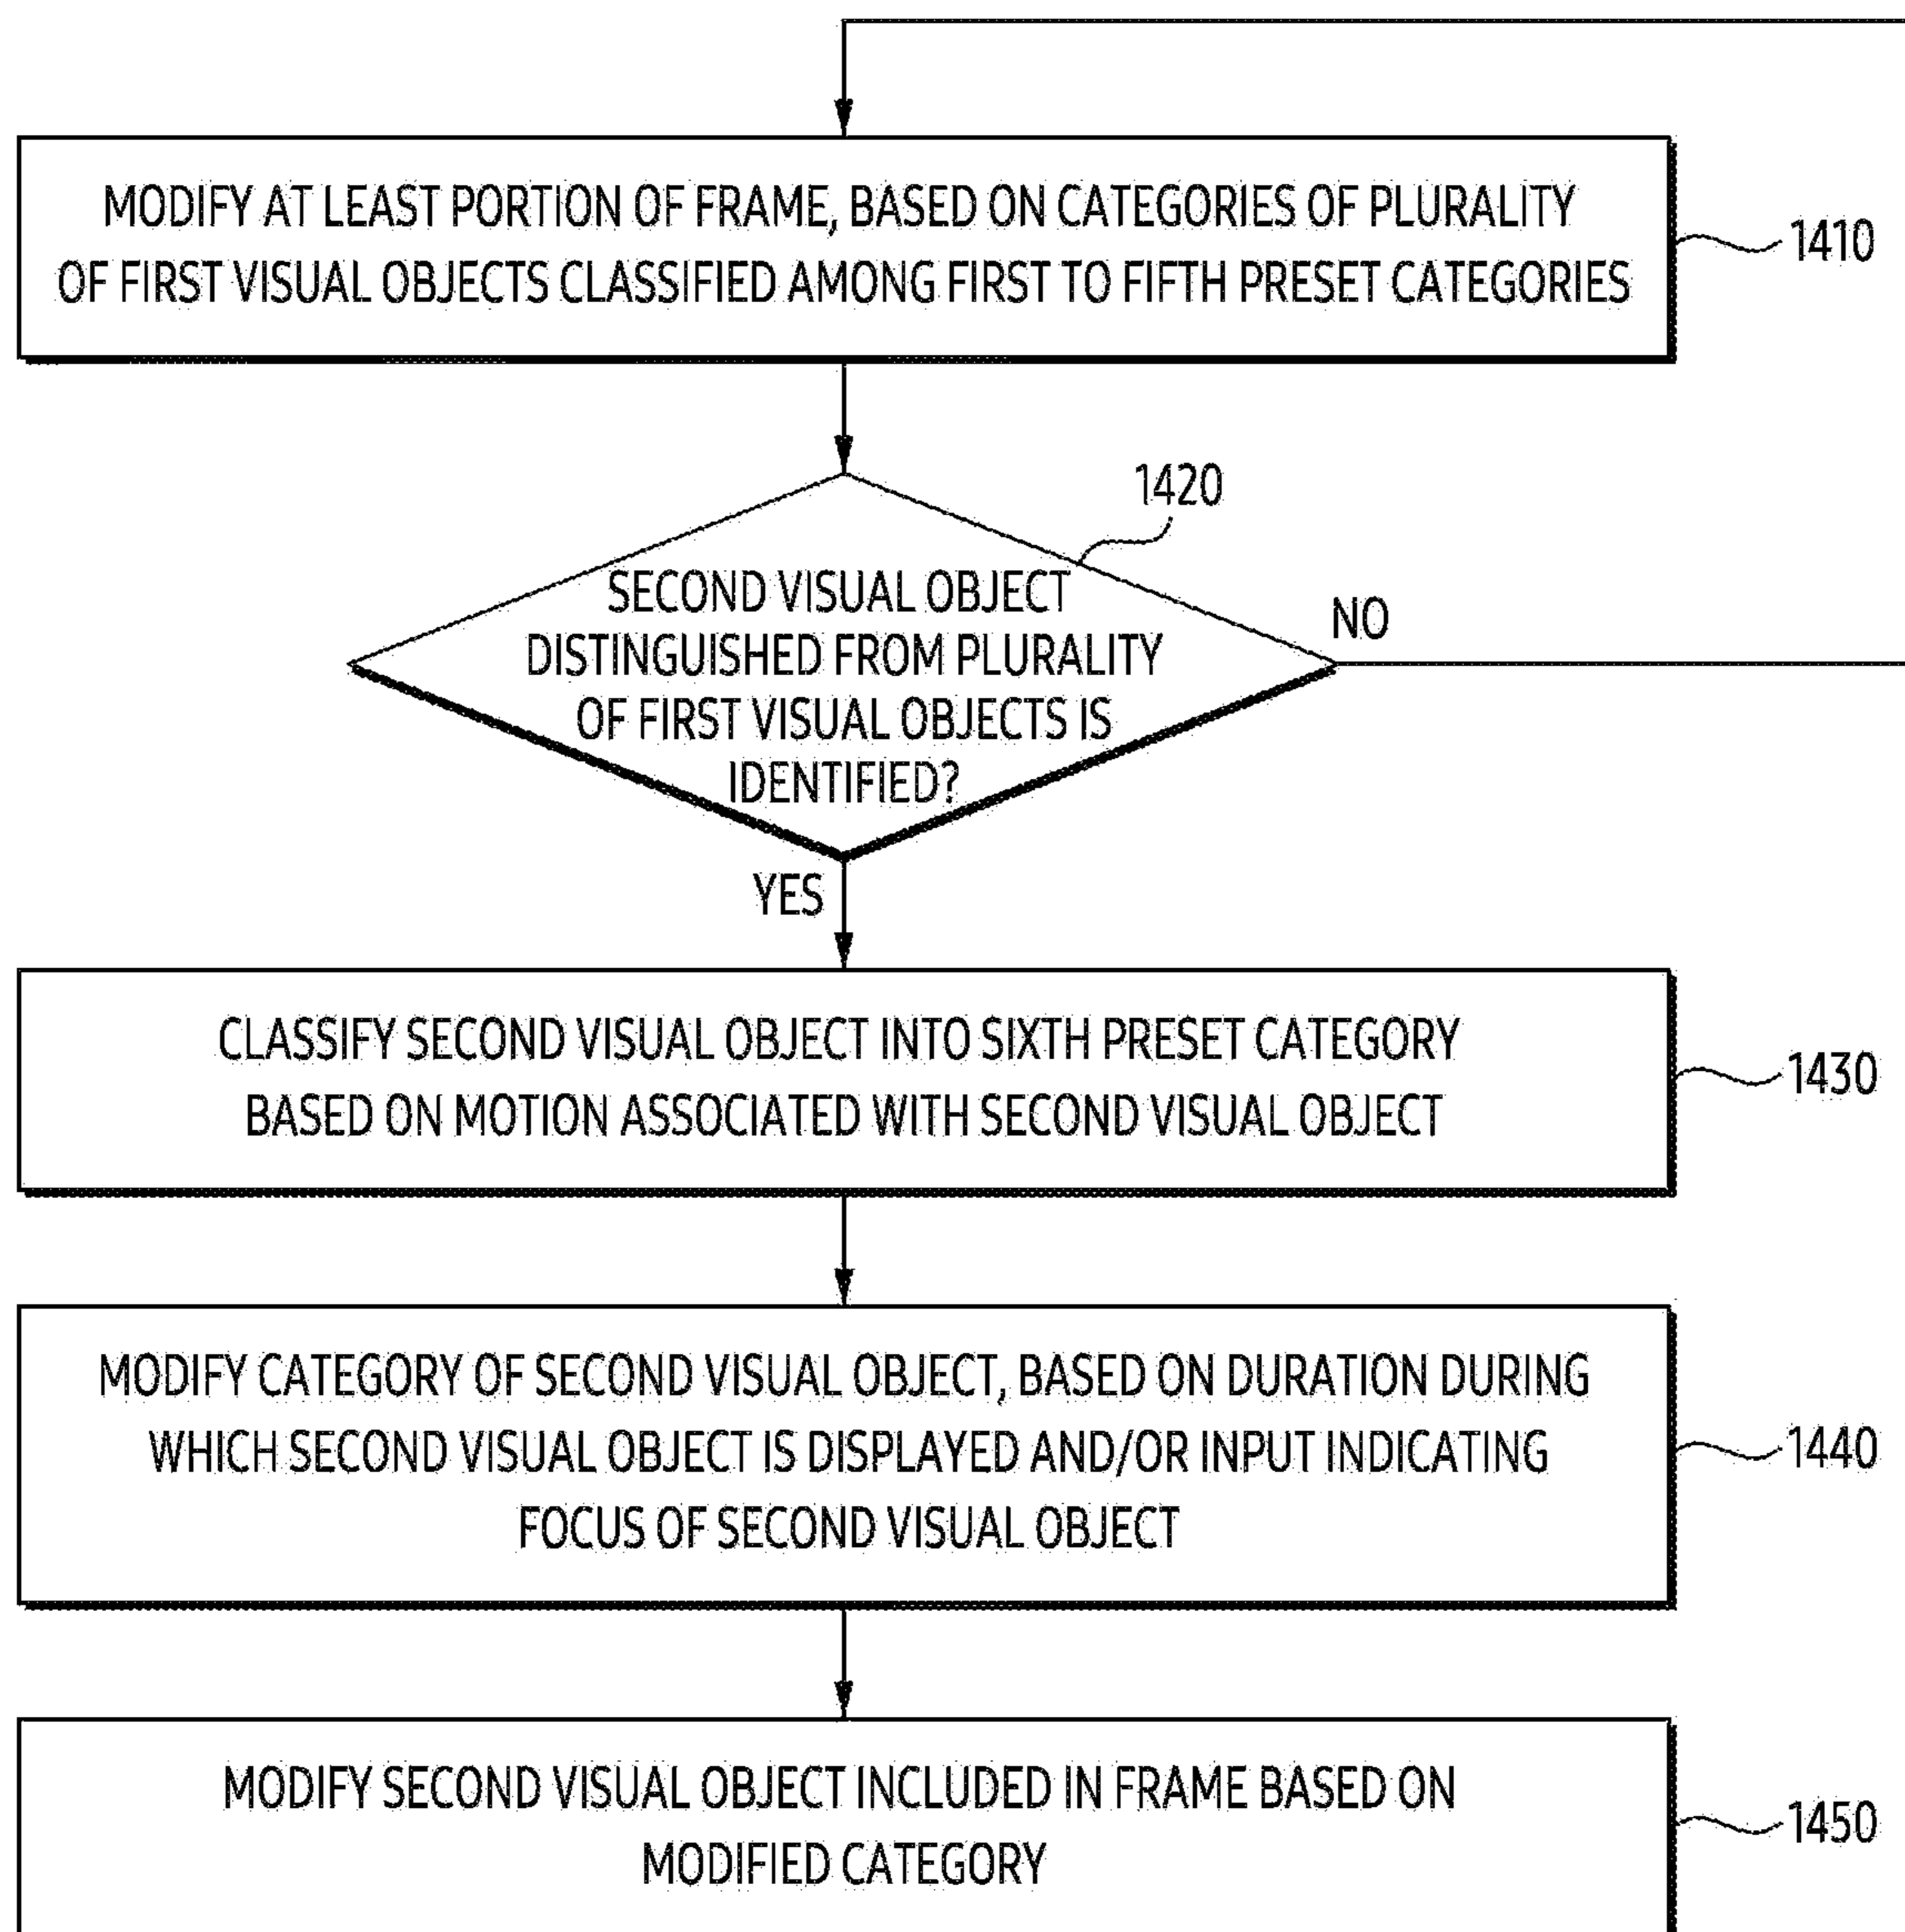 MODIFY AT LEAST PORTION OF FRAME, BASED ON CATEGORIES OF PLURALITY
OF FIRST VISUAL OBJECTS CLASSIFIED AMONG FIRST TO FIFTH PRESET CATEGORIES
1410
1420
SECOND VISUAL OBJECT
DISTINGUISHED FROM PLURALITY
OF FIRST VISUAL OBJECTS IS
IDENTIFIED?
NO
YES
CLASSIFY SECOND VISUAL OBJECT INTO SIXTH PRESET CATEGORY
BASED ON MOTION ASSOCIATED WITH SECOND VISUAL OBJECT
1430
MODIFY CATEGORY OF SECOND VISUAL OBJECT, BASED ON DURATION DURING
WHICH SECOND VISUAL OBJECT IS DISPLAYED AND/OR INPUT INDICATING
FOCUS OF SECOND VISUAL OBJECT
1440
MODIFY SECOND VISUAL OBJECT INCLUDED IN FRAME BASED ON
MODIFIED CATEGORY
1450